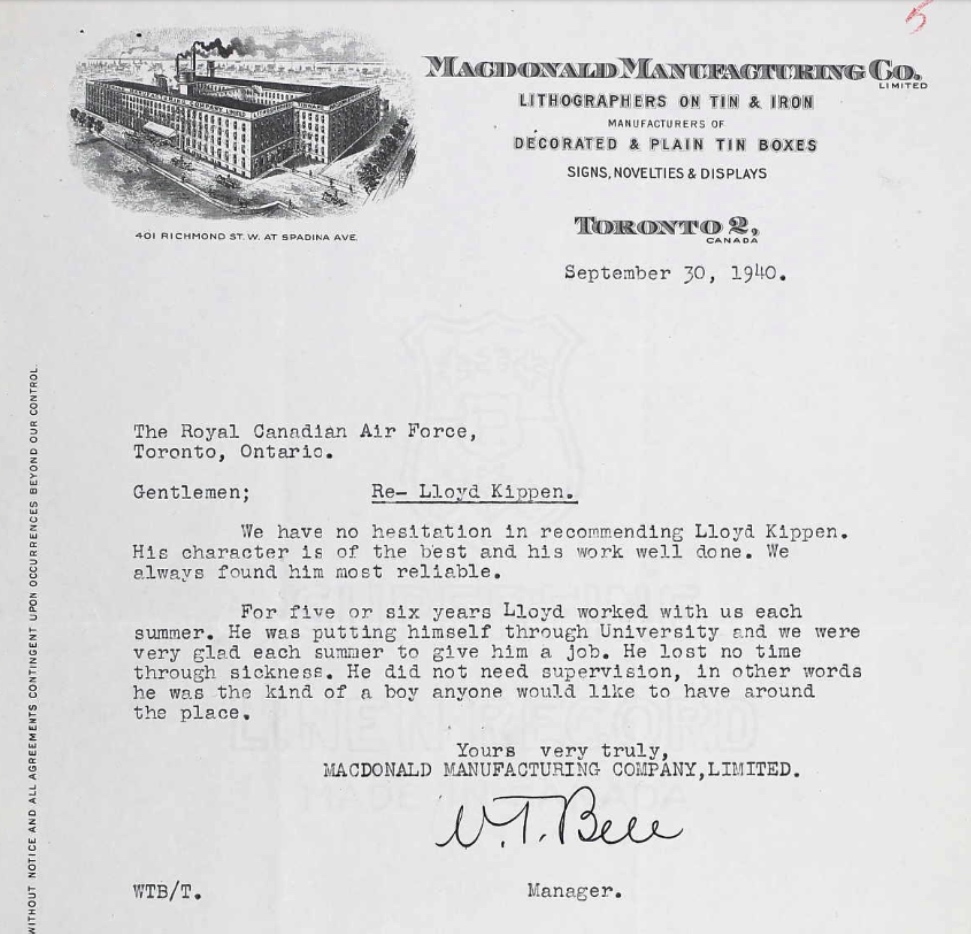 5
MACDONALD MANUFACTURING CO.
LIMITED
LITHOGRAPHERS ON TIN & IRON
MANUFACTURERS OF
DECORATED & PLAIN TIN BOXES
SIGNS, NOVELTIES & DISPLAYS
401 RICHMOND ST. W. AT SPADINA AVE.
TORONTO 2,
CANADA
September 30, 1940.
The Royal Canadian Air Force,
Toronto, Ontario.
Gentlemen; Re- Lloyd Kippen.
We have no hesitation in recommending Lloyd Kippen.
His character is of the best and his work well done. We
always found him most reliable.
For five or six years Lloyd worked with us each
summer. He was putting himself through University and we were
very glad each summer to give him a job. He lost no time
through sickness. He did not need supervision, in other words
he was the kind of a boy anyone would like to have around
the place.
Yours very truly,
MACDONALD MANUFACTURING COMPANY,LIMITED.
W.T. Bell
WTB/T. Manager.
WITHOUT NOTICE AND ALL AGREEMENTS CONTINGENT UPON OCCURRENCES BEYOND OUR CONTROL.
LINEN RECORD
MADE IN CANADA